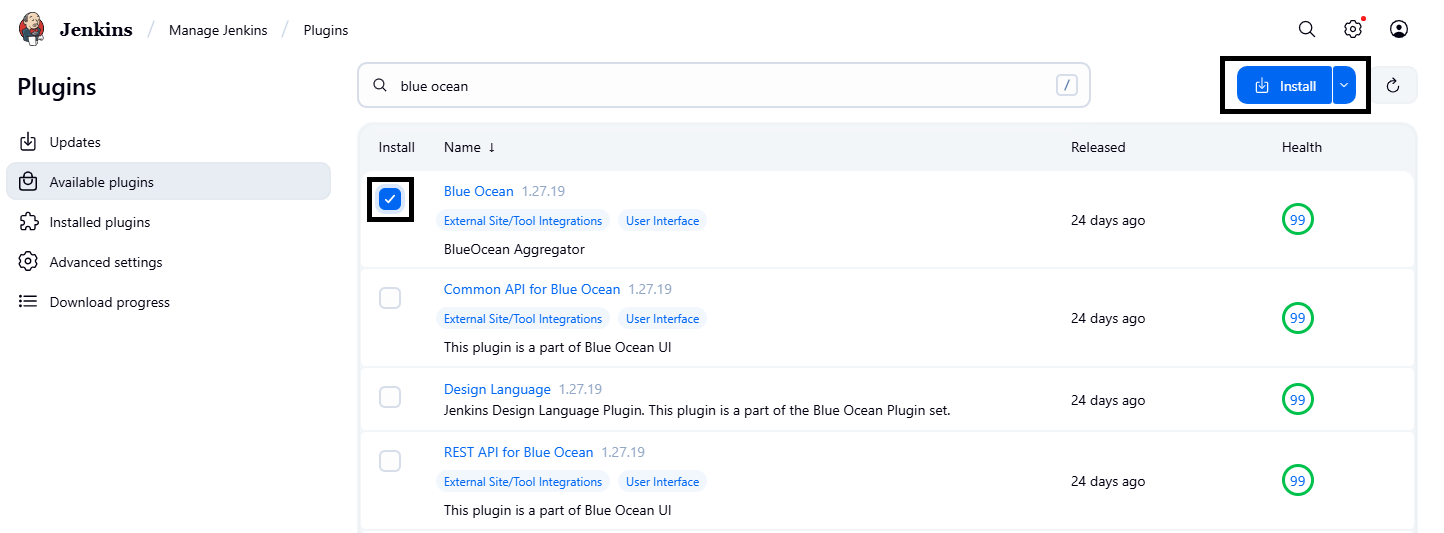 Jenkins / Manage Jenkins / Plugins
Plugins
Updates
Available plugins
Installed plugins
Advanced settings
Download progress
blue ocean /
Install
Install Name ↓ Released Health
Blue Ocean 1.27.19
External Site/Tool Integrations User Interface
BlueOcean Aggregator
24 days ago
99
Common API for Blue Ocean 1.27.19
External Site/Tool Integrations User Interface
This plugin is a part of Blue Ocean UI
24 days ago
99
Design Language 1.27.19
Jenkins Design Language Plugin. This plugin is a part of the Blue Ocean Plugin set.
24 days ago
99
REST API for Blue Ocean 1.27.19
External Site/Tool Integrations User Interface
This plugin is a part of Blue Ocean UI
24 days ago
99